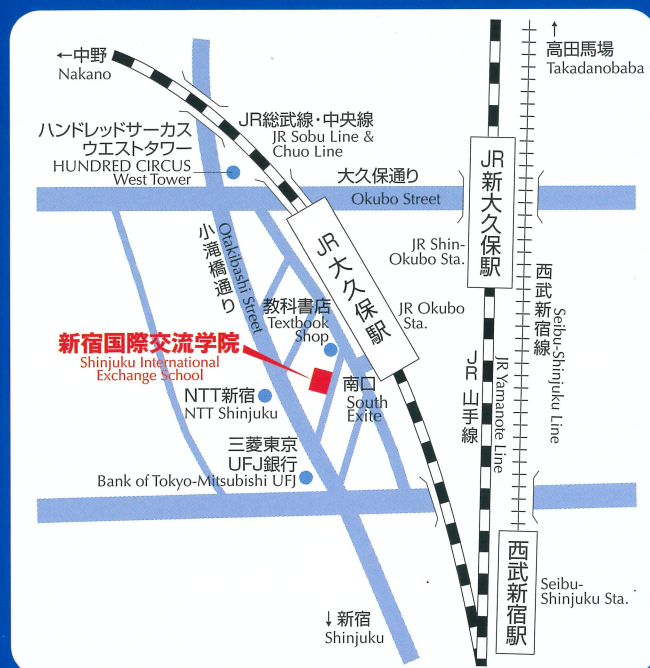 ←中野
Nakano
↑
高田馬場
Takadanobaba
JR総武線・中央線
JR Sobu Line &
Chuo Line
ハンドレッドサーカス
ウエストタワー
HUNDRED CIRCUS
West Tower
大久保通り
Okubo Street
JR新大久保駅
JR Shin-
Okubo Sta.
小滝橋通り
Otakibashi Street
JR大久保駅
JR Okubo
Sta.
西武新宿線
Seibu-Shinjuku Line
教科書店
Textbook
Shop
新宿国際交流学院
Shinjuku International
Exchange School
JR山手線
JR Yamanote Line
南口
South
Exite
NTT新宿
NTT Shinjuku
三菱東京
UFJ銀行
Bank of Tokyo-Mitsubishi UFJ
西武新宿駅
Seibu-
Shinjuku Sta.
↓新宿
Shinjuku